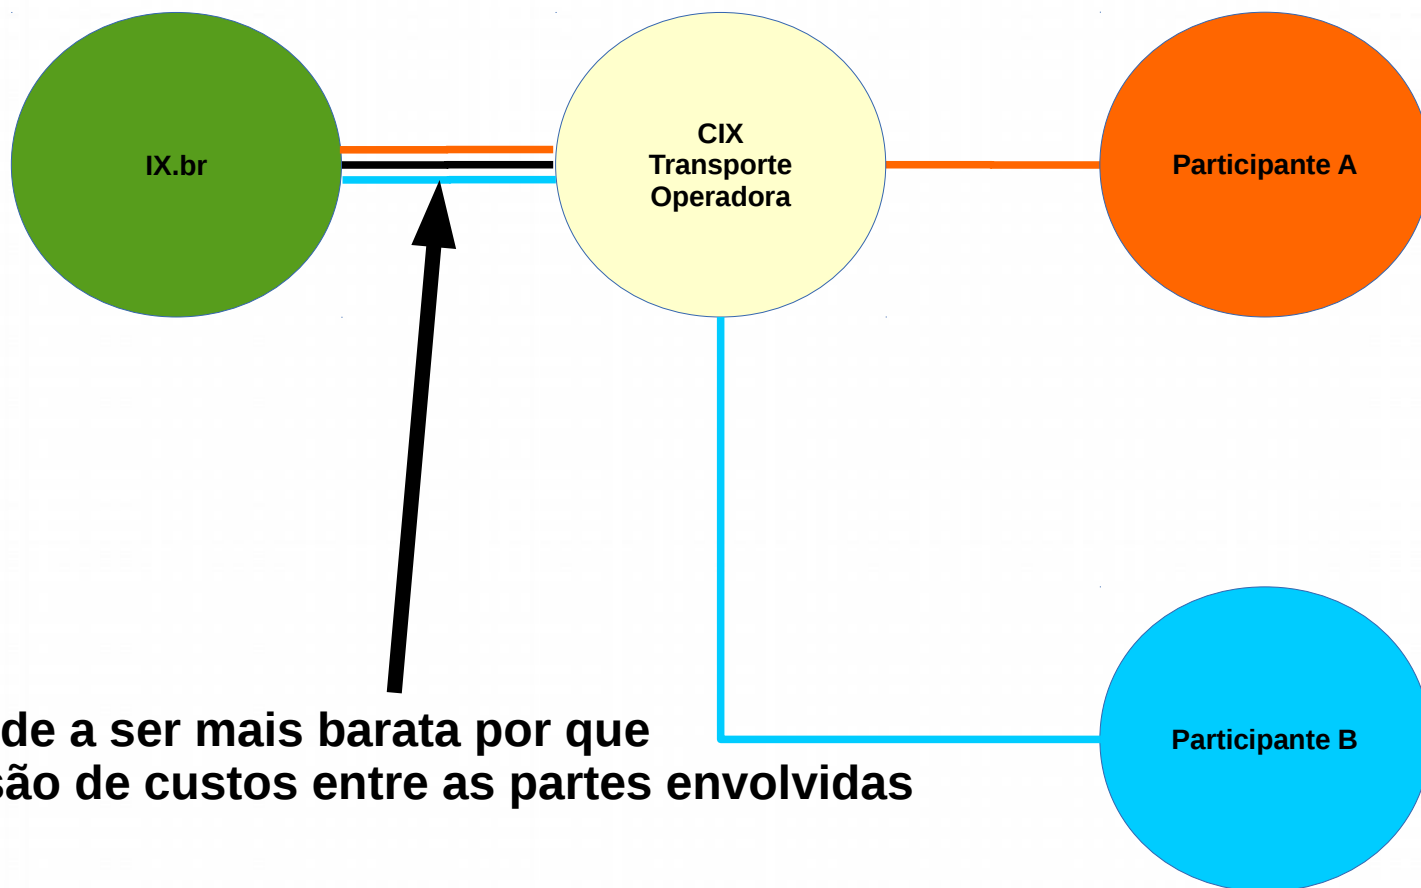 IX.br
CIX
Transporte
Operadora
Participante A
de a ser mais barata por que
são de custos entre as partes envolvidas
Participante B